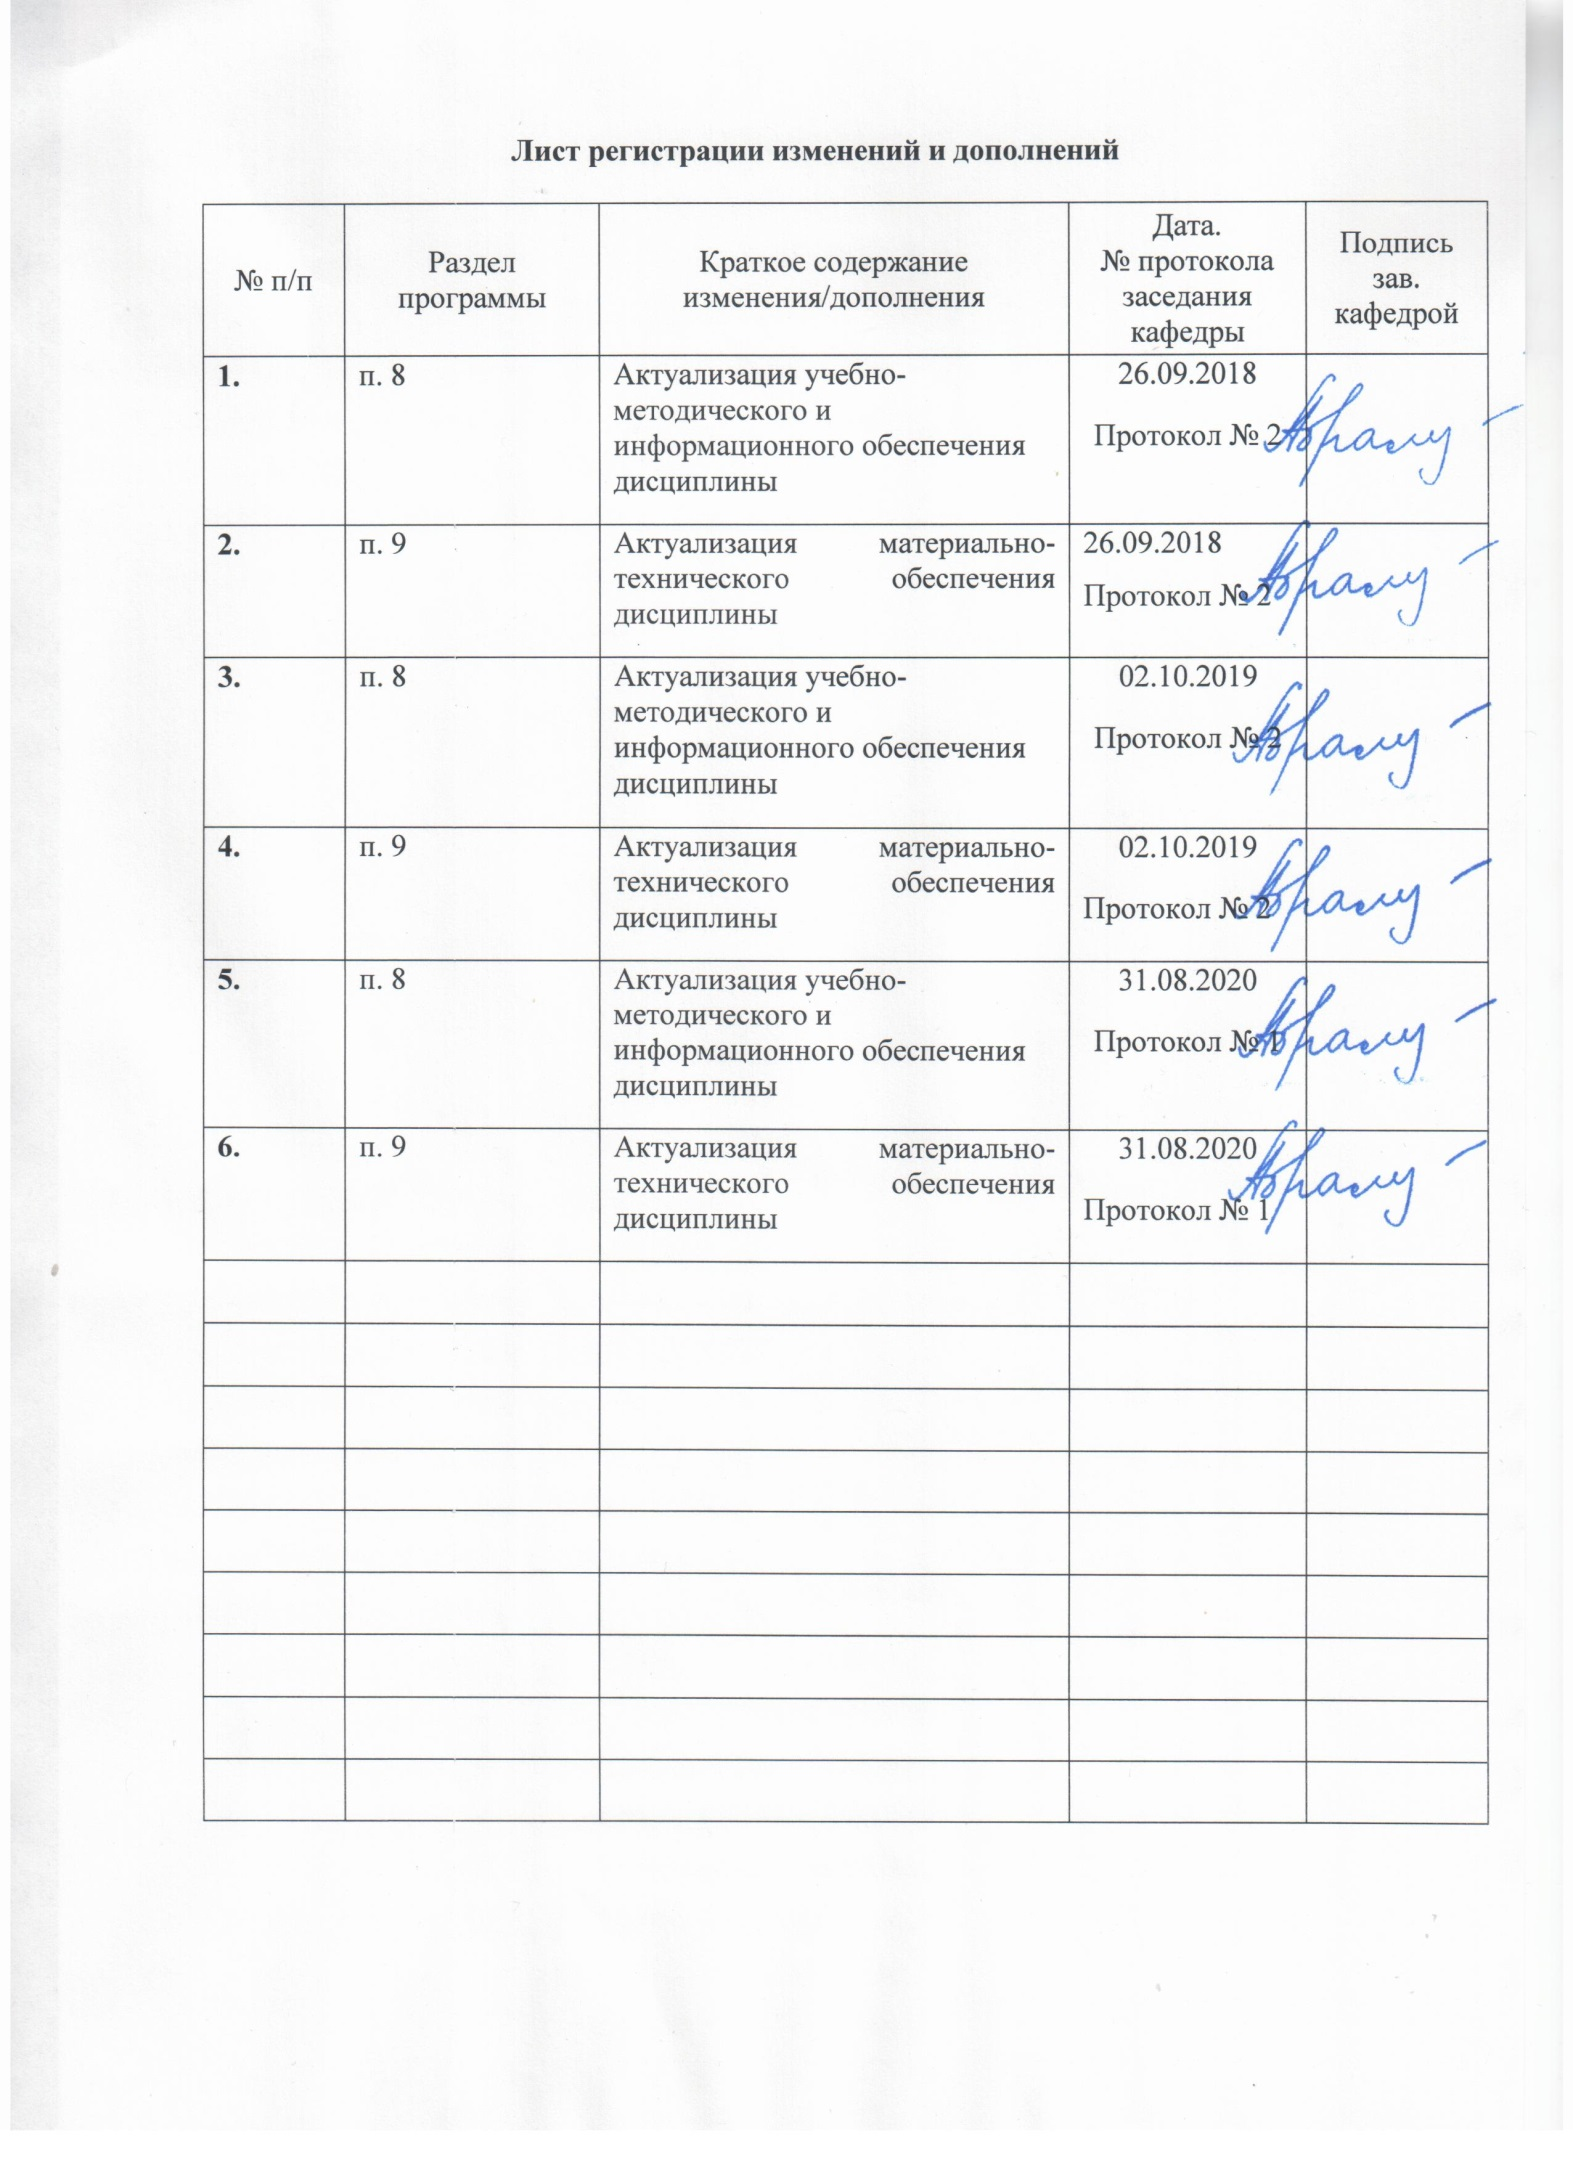 Лист регистрации изменений и дополнений
№ п/п
Раздел
программы
Краткое содержание
изменения/дополнения
Дата.
№ протокола
заседания
кафедры
Подпись
зав.
кафедрой
1.
п. 8
Актуализация учебно-
методического и
информационного обеспечения
дисциплины
26.09.2018
Протокол № 2
2.
п. 9
Актуализация материально-
технического обеспечения
дисциплины
26.09.2018
Протокол № 2
3.
п. 8
Актуализация учебно-
методического и
информационного обеспечения
дисциплины
02.10.2019
Протокол № 2
4.
п. 9
Актуализация материально-
технического обеспечения
дисциплины
02.10.2019
Протокол № 2
5.
п. 8
Актуализация учебно-
методического и
информационного обеспечения
дисциплины
31.08.2020
Протокол № 1
6.
п. 9
Актуализация материально-
технического обеспечения
дисциплины
31.08.2020
Протокол № 1